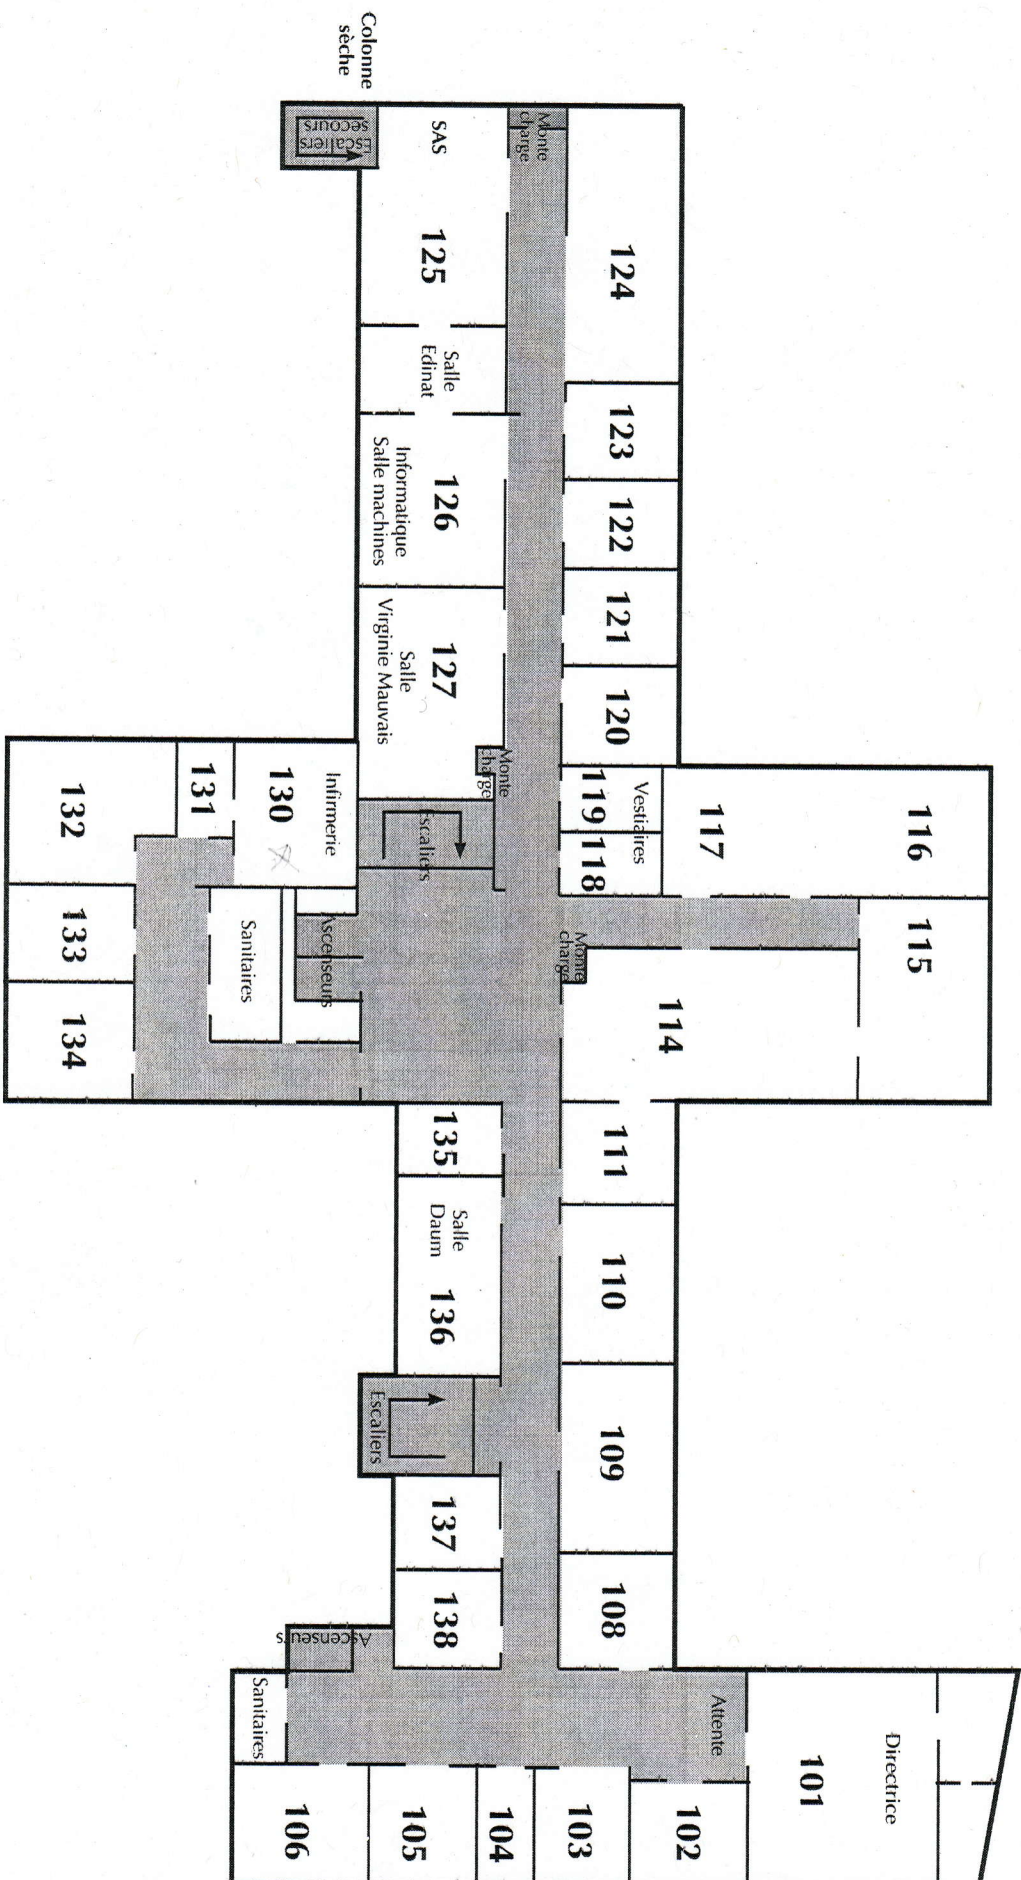 Colonne
sèche
Escaliers
secours
SAS
Monte
charge
125
124
Salle
Edinat
123
126
Informatique
Salle machines
122
121
127
Salle
Virginie Mauvais
120
Monte
charge
119
118
Vestiaires
117
116
115
Escaliers
Infirmerie
130
131
132
133
134
Sanitaires
Ascenseurs
Monte
charge
114
135
111
Salle
Daum
136
110
Escaliers
109
137
138
108
Ascenseurs
Sanitaires
Attente
Directrice
101
102
103
104
105
106